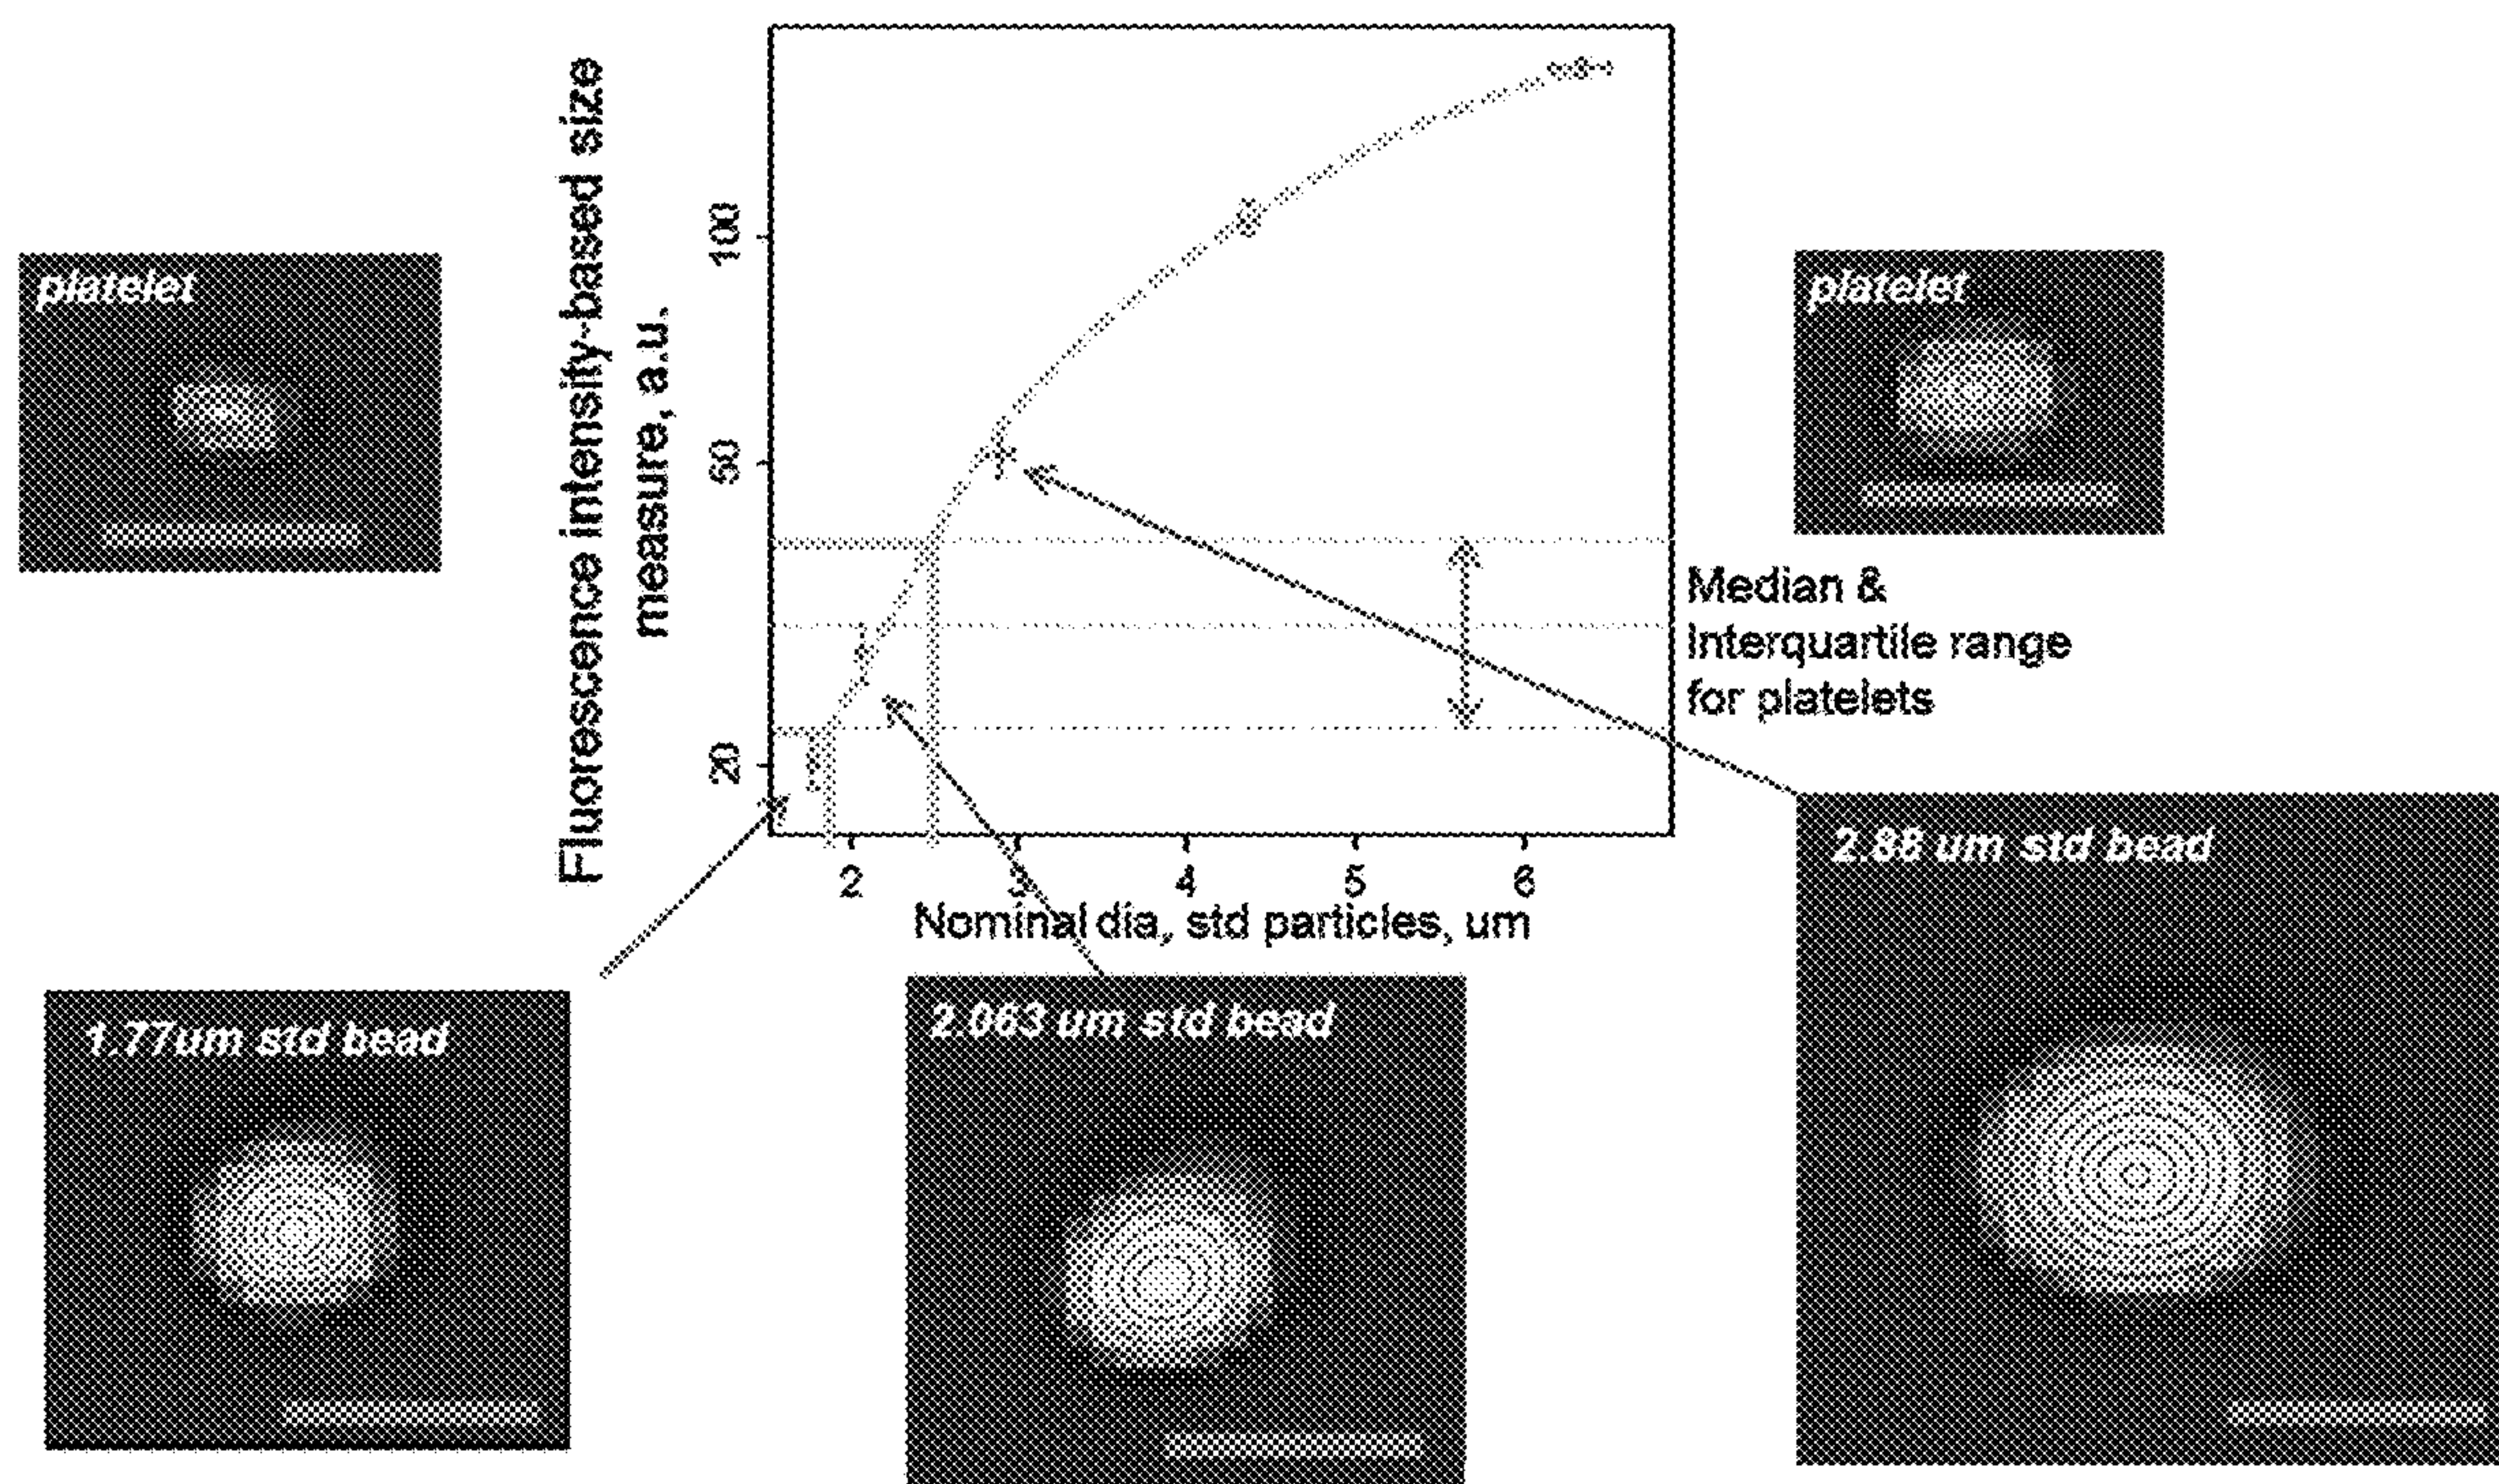 Fluorescence intensity-based size
measure, a.u.
100
50
20
2 3 4 5 6
Nominal dia, std particles, um
platelet
platelet
Median &
Interquartile range
for platelets
1.77um std bead
2.063 um std bead
2.88 um std bead